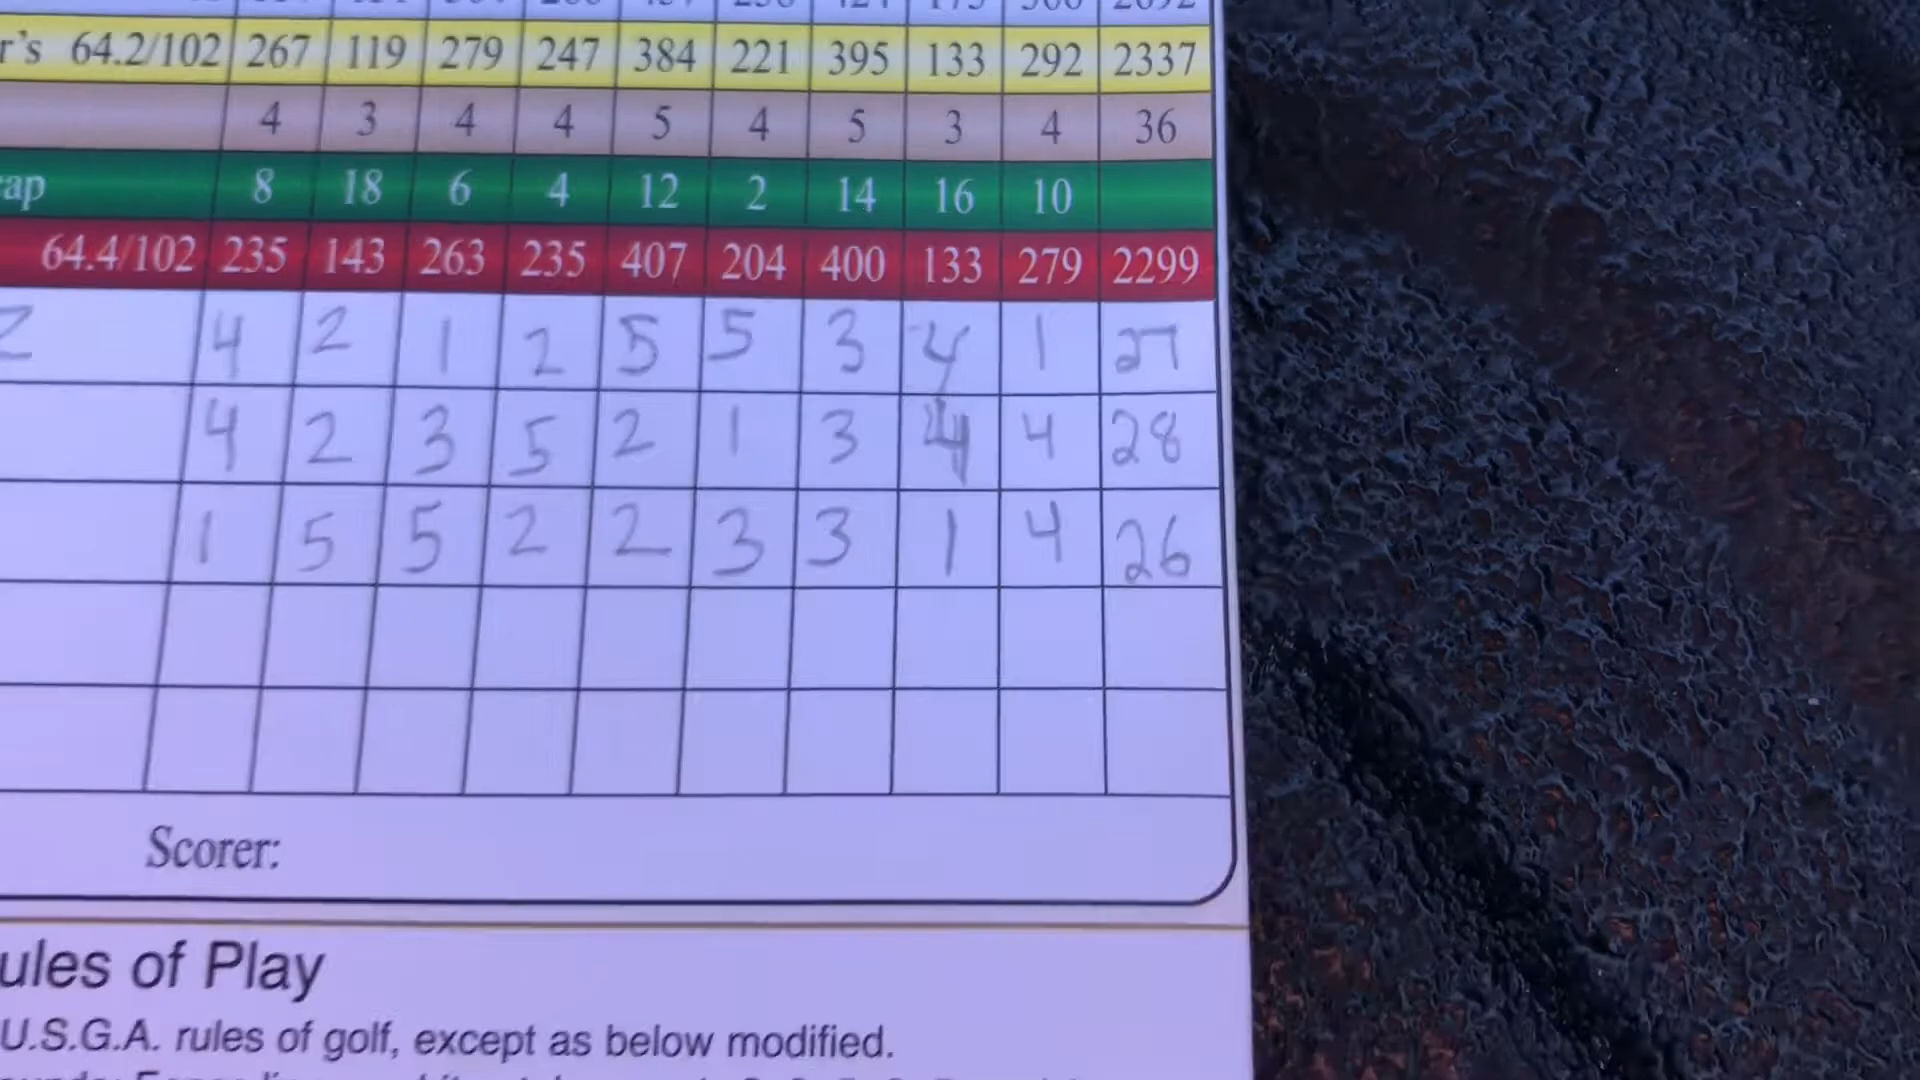 r's 64.2/102 267 119 279 247 384 221 395 133 292 2337
4 3 4 4 5 4 5 3 4 36
ap 8 18 6 4 12 2 14 16 10
64.4/102 235 143 263 235 407 204 400 133 279 2299
Z 4 2 1 2 5 5 3 4 1 27
4 2 3 5 2 1 3 4 4 28
1 5 5 2 2 3 3 1 4 26
Scorer:
ules of Play
U.S.G.A. rules of golf, except as below modified.